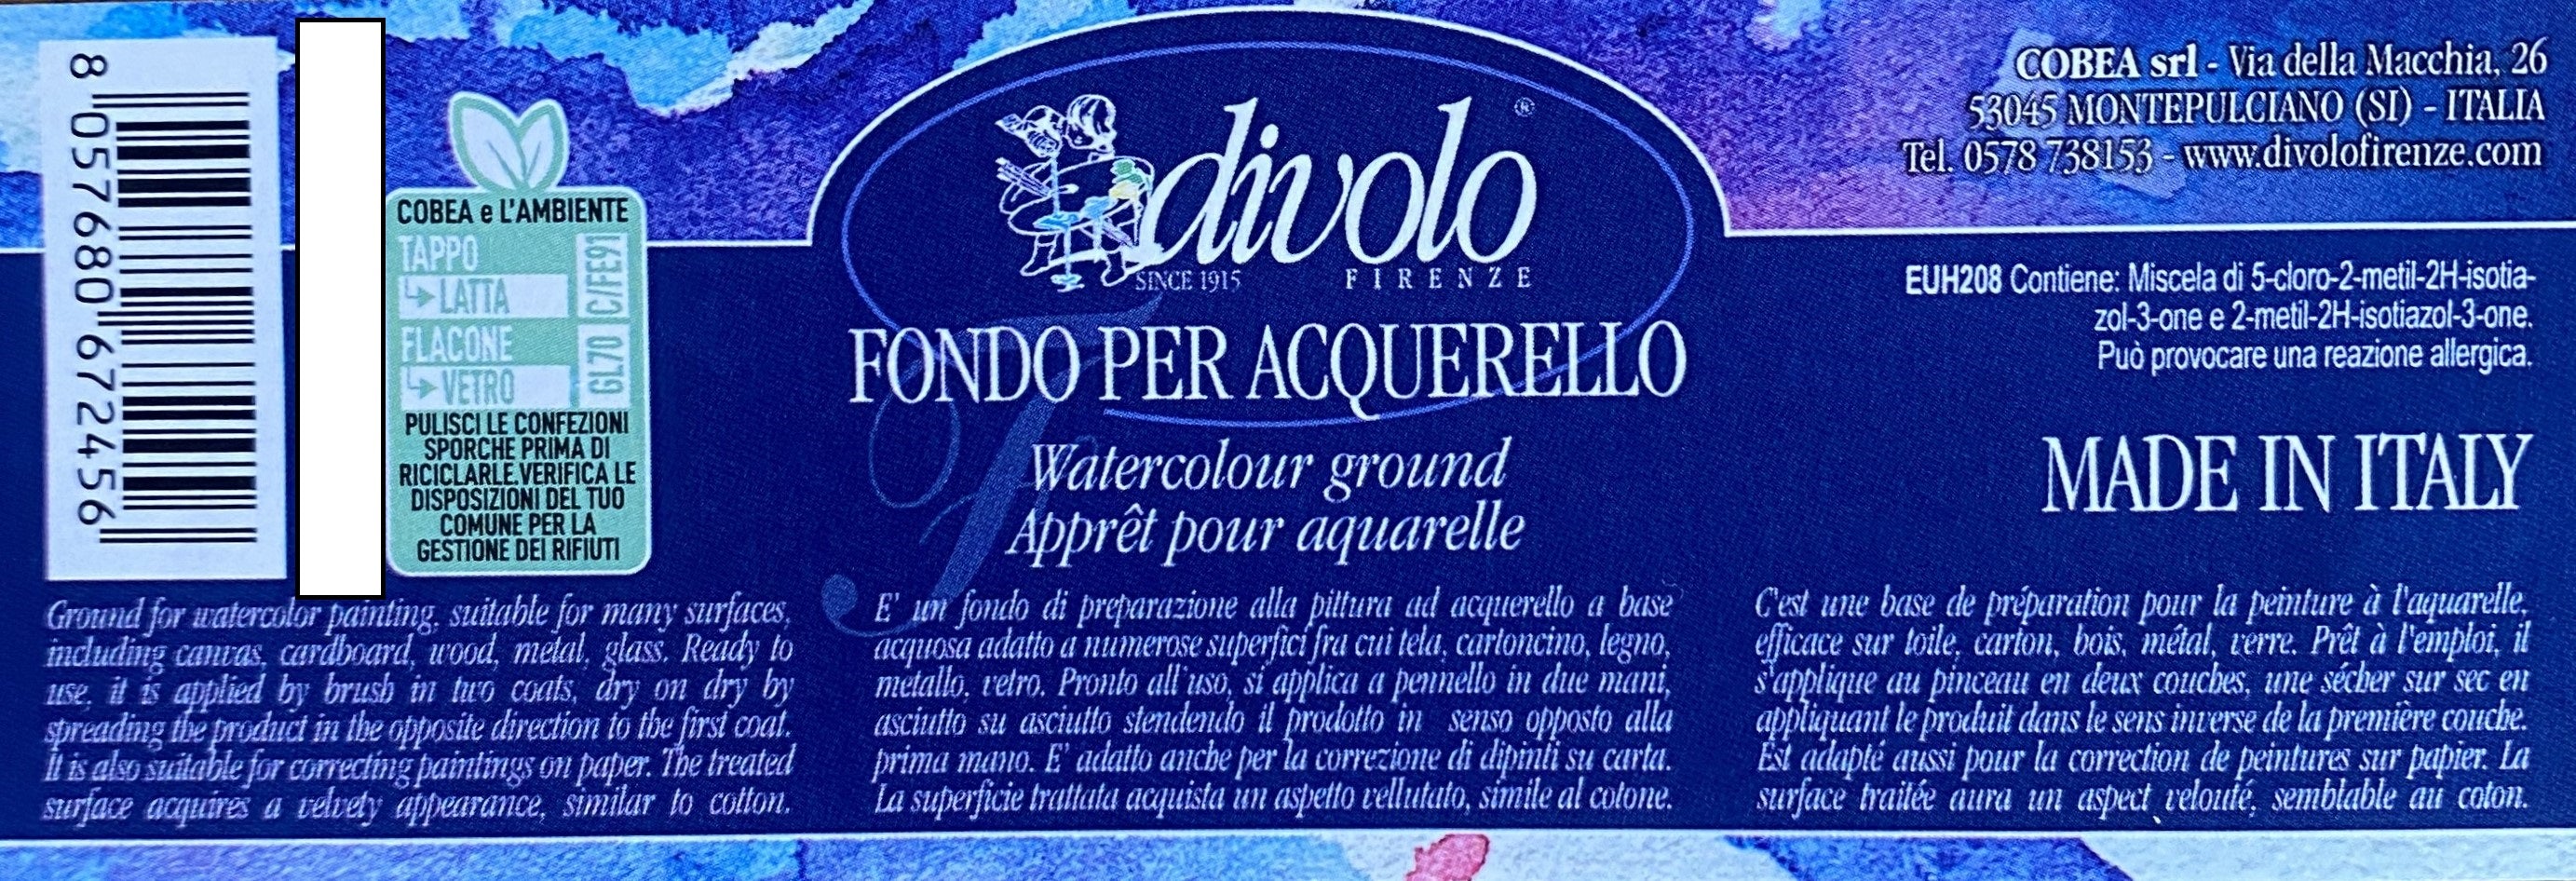 8 057680 672456
COBEA e L'AMBIENTE
TAPPO
LATTA
C/FE91
FLACONE
VETRO
GL70
PULISCI LE CONFEZIONI
SPORCHE PRIMA DI
RICICLARLE.VERIFICA LE
DISPOSIZIONI DEL TUO
COMUNE PER LA
GESTIONE DEI RIFIUTI
divolo ®
SINCE 1915 FIRENZE
FONDO PER ACQUERELLO
Watercolour ground
Apprêt pour aquarelle
COBEA srl - Via della Macchia, 26
53045 MONTEPULCIANO (SI) - ITALIA
Tel. 0578 738153 - www.divolofirenze.com
EUH208 Contiene: Miscela di 5-cloro-2-metil-2H-isotia-
zol-3-one e 2-metil-2H-isotiazol-3-one.
Può provocare una reazione allergica.
MADE IN ITALY
Ground for watercolor painting, suitable for many surfaces,
including canvas, cardboard, wood, metal, glass. Ready to
use, it is applied by brush in two coats, dry on dry by
spreading the product in the opposite direction to the first coat.
It is also suitable for correcting paintings on paper. The treated
surface acquires a velvety appearance, similar to cotton.
E' un fondo di preparazione alla pittura ad acquerello a base
acquosa adatto a numerose superfici fra cui tela, cartoncino, legno,
metallo, vetro. Pronto all'uso, si applica a pennello in due mani,
asciutto su asciutto stendendo il prodotto in senso opposto alla
prima mano. E' adatto anche per la correzione di dipinti su carta.
La superficie trattata acquista un aspetto vellutato, simile al cotone.
C'est une base de préparation pour la peinture à l'aquarelle,
efficace sur toile, carton, bois, métal, verre. Prêt à l'emploi, il
s'applique au pinceau en deux couches, une sécher sur sec en
appliquant le produit dans le sens inverse de la première couche.
Est adapté aussi pour la correction de peintures sur papier. La
surface traitée aura un aspect velouté, semblable au coton.